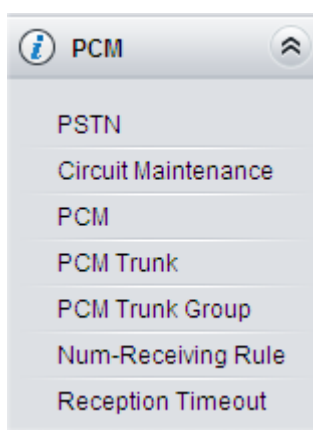 PCM
PSTN
Circuit Maintenance
PCM
PCM Trunk
PCM Trunk Group
Num-Receiving Rule
Reception Timeout